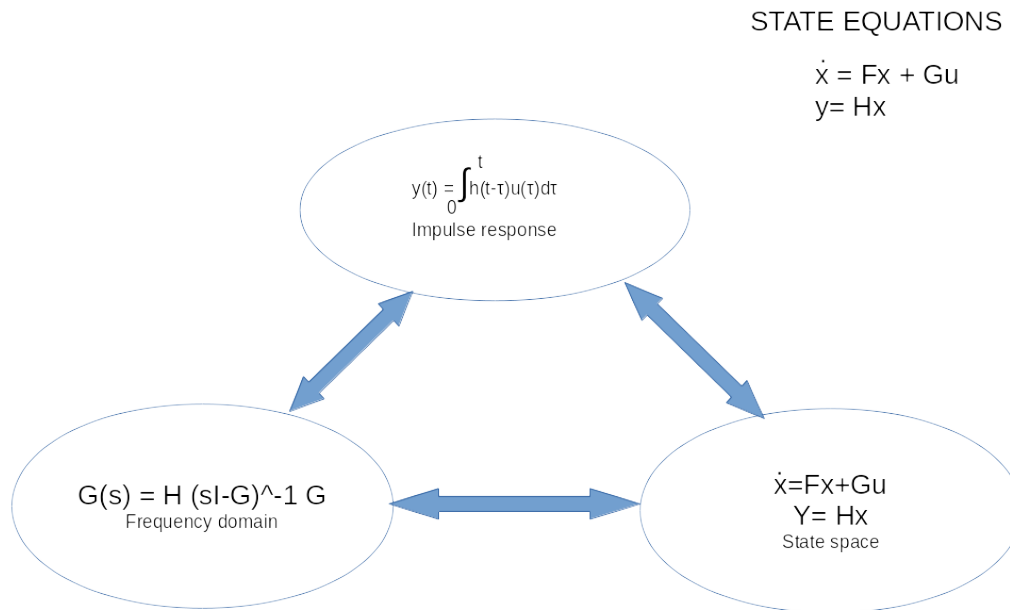 STATE EQUATIONS
ẋ = Fx + Gu
y= Hx
t
y(t) = ∫h(t-τ)u(τ)dτ
0
Impulse response
G(s) = H (sI-G)^-1 G
Frequency domain
ẋ=Fx+Gu
Y= Hx
State space